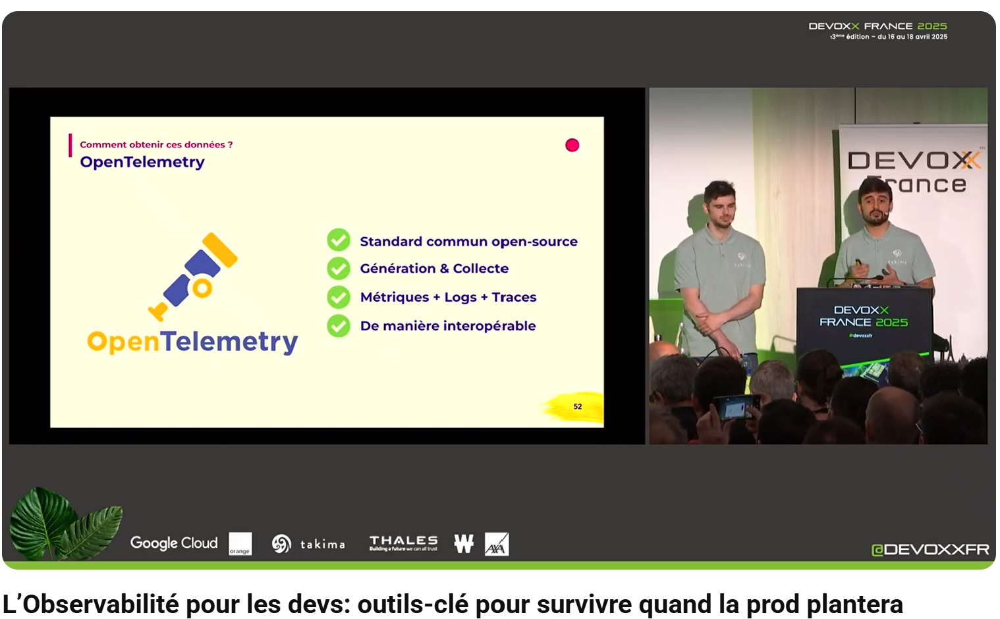 DEVOXX FRANCE 2025
13ème édition – du 16 au 18 avril 2025
Comment obtenir ces données ?
OpenTelemetry
OpenTelemetry
Standard commun open-source
Génération & Collecte
Métriques + Logs + Traces
De manière interopérable
52
DEVOXX™
France
takima
takima
DEVOXX
FRANCE 2025
#devoxxfr
Google Cloud
orange
takima
THALES
Building a future we can all trust
W
AXA
@DEVOXXFR
L’Observabilité pour les devs: outils-clé pour survivre quand la prod plantera